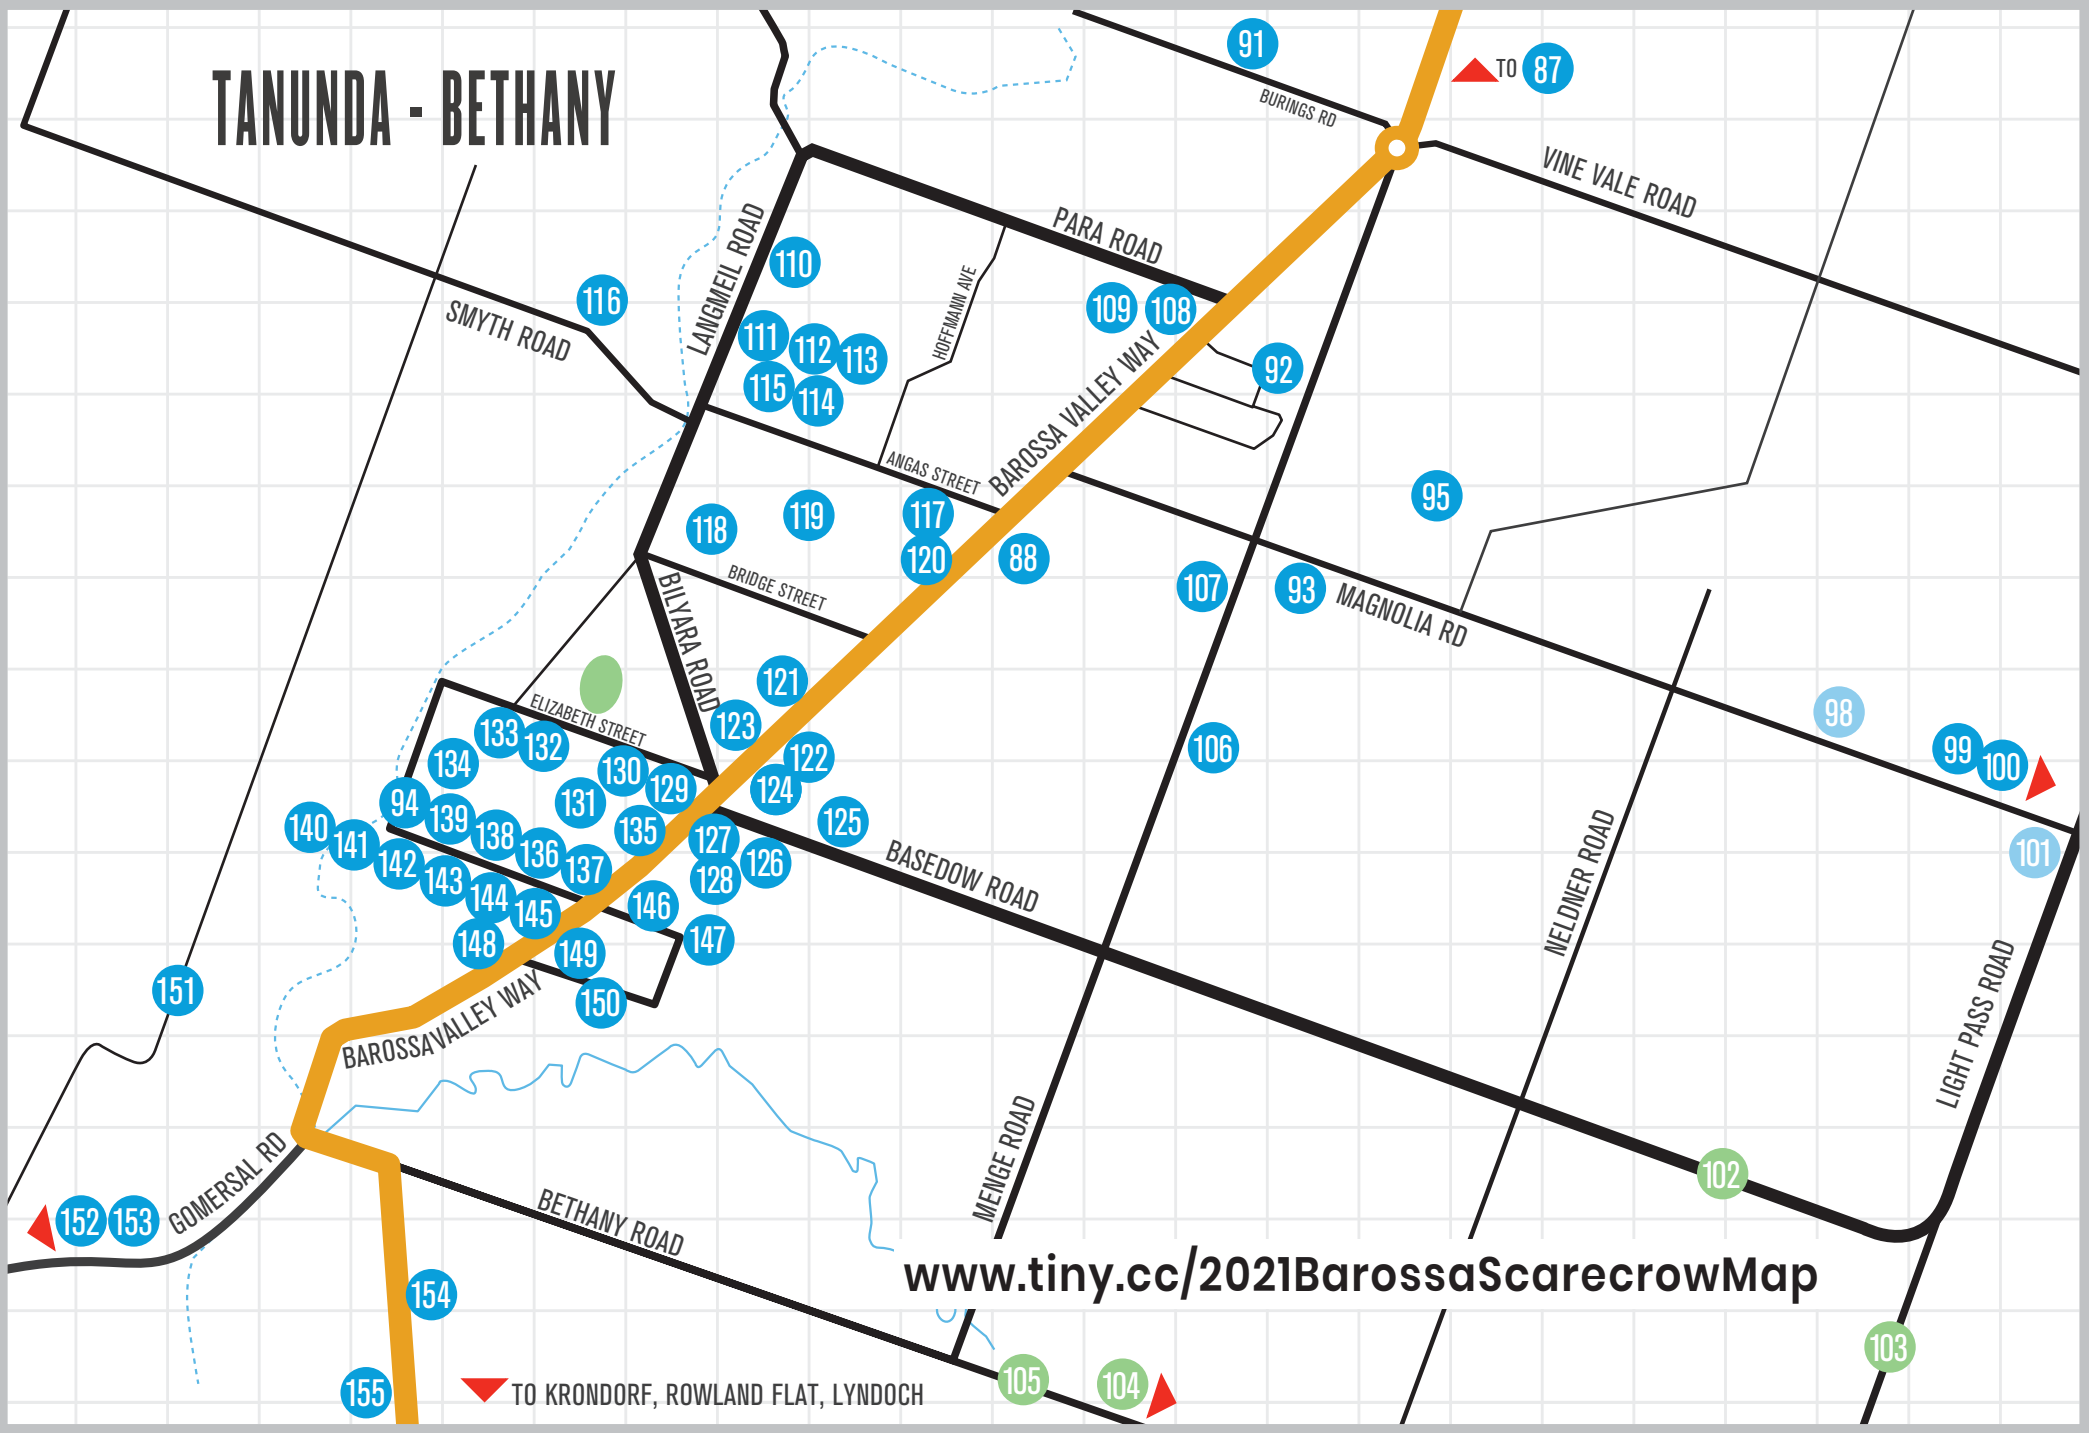 TANUNDA - BETHANY
91
TO 87
BURINGS RD
VINE VALE ROAD
PARA ROAD
LANGMEIL ROAD
110
116
HOFFMANN AVE
109
108
SMYTH ROAD
111
112
113
115
114
BAROSSA VALLEY WAY
92
ANGAS STREET
95
118
119
117
120
88
107
93
MAGNOLIA RD
BRIDGE STREET
BILYARA ROAD
121
123
122
124
125
106
98
99
100
101
ELIZABETH STREET
133
132
134
130
129
131
135
94
139
138
136
137
140
141
142
143
144
145
127
126
128
146
147
148
149
150
BASEDOW ROAD
NELDNER ROAD
LIGHT PASS ROAD
151
BAROSSAVALLEY WAY
MENGE ROAD
102
GOMERSAL RD
152
153
BETHANY ROAD
www.tiny.cc/2021BarossaScarecrowMap
154
103
155
TO KRONDORF, ROWLAND FLAT, LYNDOCH
105
104